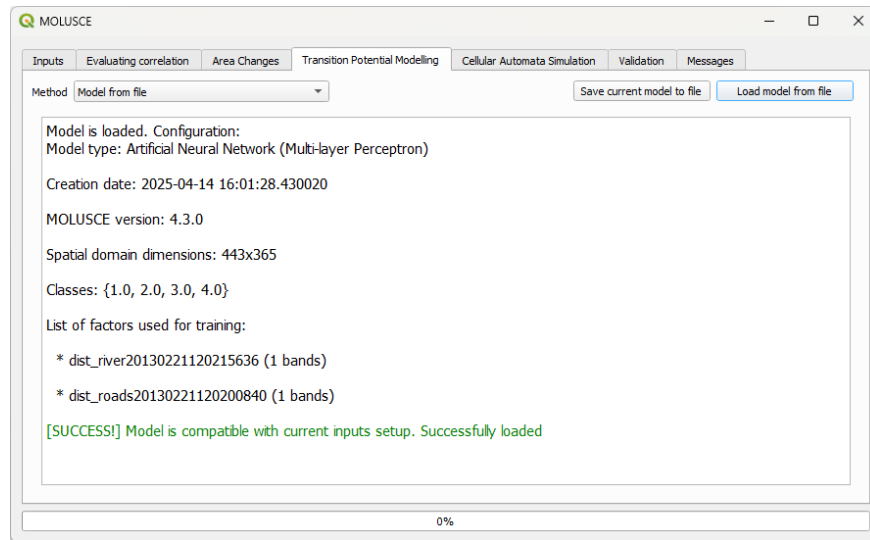 MOLUSCE
Inputs Evaluating correlation Area Changes Transition Potential Modelling Cellular Automata Simulation Validation Messages
Method Model from file Save current model to file Load model from file
Model is loaded. Configuration:
Model type: Artificial Neural Network (Multi-layer Perceptron)
Creation date: 2025-04-14 16:01:28.430020
MOLUSCE version: 4.3.0
Spatial domain dimensions: 443x365
Classes: {1.0, 2.0, 3.0, 4.0}
List of factors used for training:
* dist_river20130221120215636 (1 bands)
* dist_roads20130221120200840 (1 bands)
[SUCCESS!] Model is compatible with current inputs setup. Successfully loaded
0%